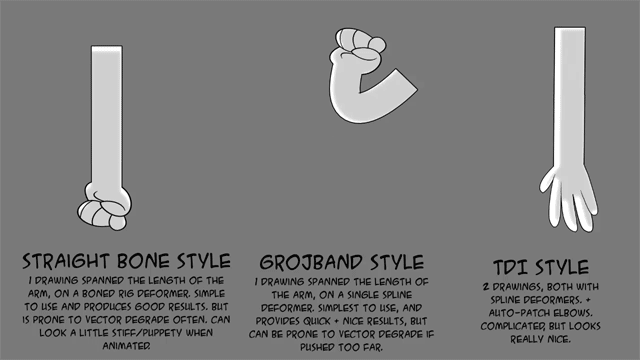 STRAIGHT BONE STYLE
1 DRAWING SPANNED THE LENGTH OF THE
ARM, ON A BONED RIG DEFORMER. SIMPLE
TO USE AND PRODUCES GOOD RESULTS. BUT
IS PRONE TO VECTOR DEGRADE OFTEN. CAN
LOOK A LITTLE STIFF/PUPPETY WHEN
ANIMATED.
GROJBAND STYLE
1 DRAWING SPANNED THE LENGTH OF
THE ARM, ON A SINGLE SPLINE
DEFORMER. SIMPLEST TO USE, AND
PROVIDES QUICK + NICE RESULTS, BUT
CAN BE PRONE TO VECTOR DEGRADE IF
PUSHED TOO FAR.
TDI STYLE
2 DRAWINGS, BOTH WITH
SPLINE DEFORMERS. +
AUTO-PATCH ELBOWS.
COMPLICATED, BUT LOOKS
REALLY NICE.